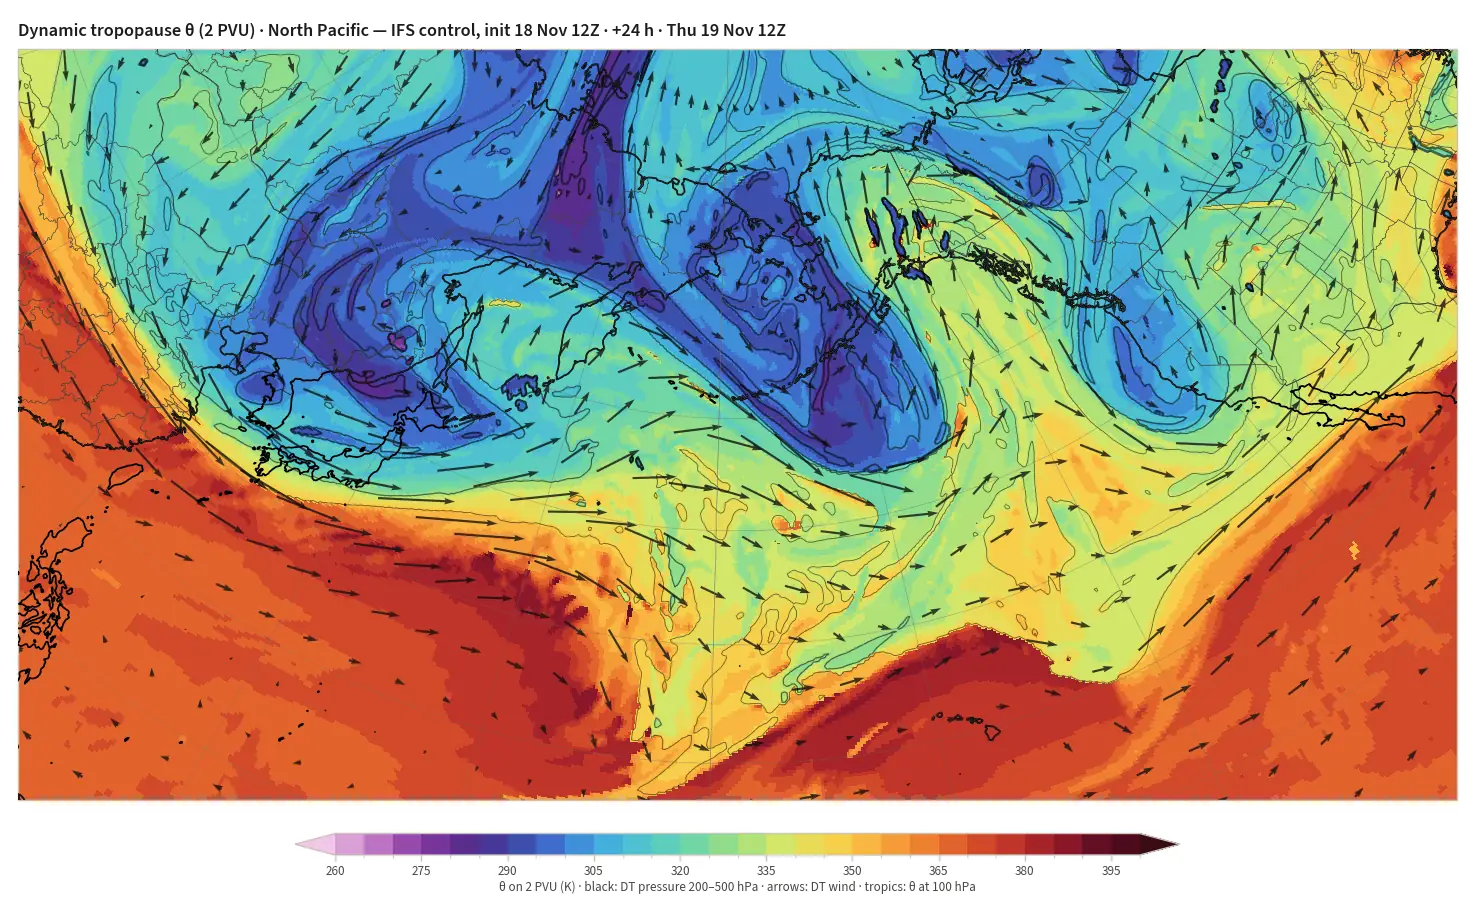 Dynamic tropopause θ (2 PVU) · North Pacific — IFS control, init 18 Nov 12Z · +24 h · Thu 19 Nov 12Z
260 275 290 305 320 335 350 365 380 395
θ on 2 PVU (K) · black: DT pressure 200–500 hPa · arrows: DT wind · tropics: θ at 100 hPa